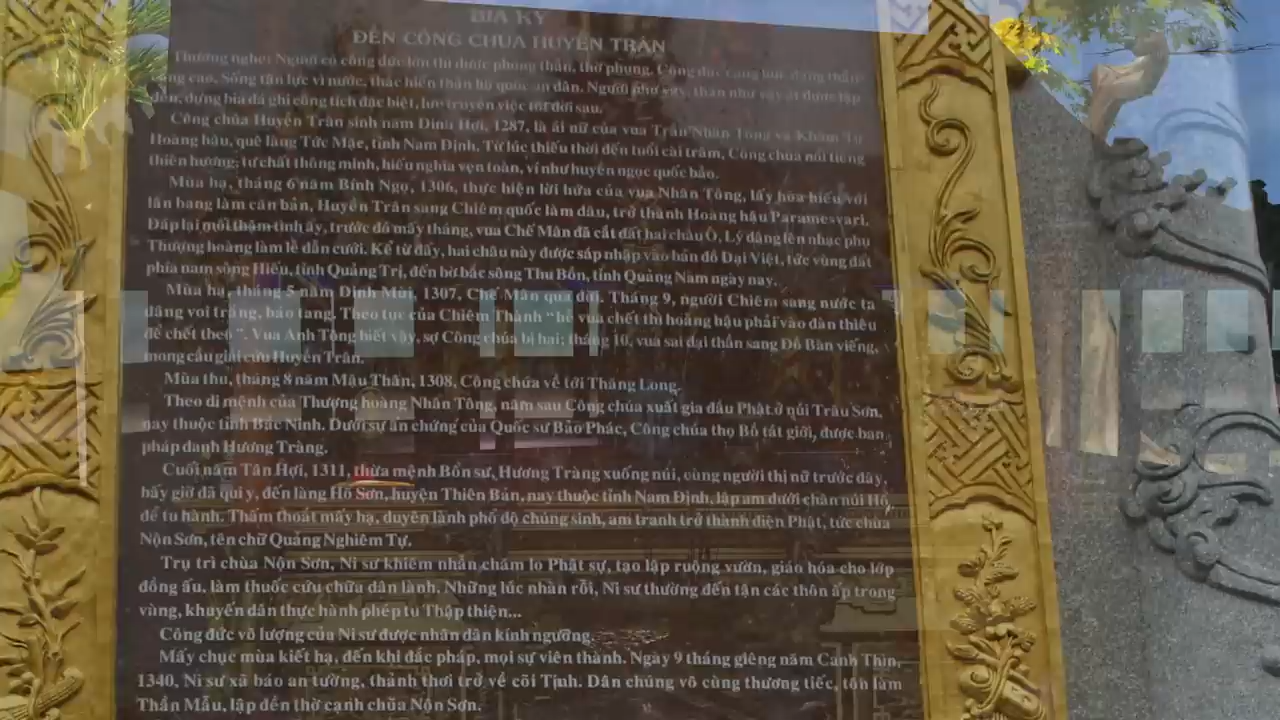 BIA KÝ
ĐỀN CÔNG CHÚA HUYỀN TRÂN
Thường nghe: Người có công đức lớn thì được phong thần, thờ phụng. Công đức càng lớn, đẳng thần
càng cao. Sống tận lực vì nước, thác hiển thần hộ quốc an dân. Người như vậy, thần như vậy ắt được lập
đền, dựng bia đá ghi công tích đặc biệt, lưu truyền việc tốt đời sau.
Công chúa Huyền Trân sinh năm Đinh Hợi, 1287, là ái nữ của vua Trần Nhân Tông và Khâm Từ
Hoàng hậu, quê làng Tức Mặc, tỉnh Nam Định. Từ lúc thiếu thời đến tuổi cài trâm, Công chúa nổi tiếng
thiên hương; tư chất thông minh, hiếu nghĩa vẹn toàn, ví như huyền ngọc quốc bảo.
Mùa hạ, tháng 6 năm Bính Ngọ, 1306, thực hiện lời hứa của vua Nhân Tông, lấy hòa hiếu với
lân bang làm căn bản, Huyền Trân sang Chiêm quốc làm dâu, trở thành Hoàng hậu Paramesvari.
Đáp lại mối thâm tình ấy, trước đó mấy tháng, vua Chế Mân đã cắt đất hai châu Ô, Lý dâng lên nhạc phụ
Thượng hoàng làm lễ dẫn cưới. Kể từ đấy, hai châu này được sáp nhập vào bản đồ Đại Việt, tức vùng đất
phía nam sông Hiếu, tỉnh Quảng Trị, đến bờ bắc sông Thu Bồn, tỉnh Quảng Nam ngày nay.
Mùa hạ, tháng 5 năm Đinh Mùi, 1307, Chế Mân qua đời. Tháng 9, người Chiêm sang nước ta
dâng voi trắng, báo tang. Theo tục của Chiêm Thành “hễ vua chết thì hoàng hậu phải vào đàn thiêu
để chết theo”. Vua Anh Tông biết vậy, sợ Công chúa bị hại; tháng 10, vua sai đại thần sang Đồ Bàn viếng,
mong cầu giải cứu Huyền Trân.
Mùa thu, tháng 8 năm Mậu Thân, 1308, Công chúa về tới Thăng Long.
Theo di mệnh của Thượng hoàng Nhân Tông, năm sau Công chúa xuất gia đầu Phật ở núi Trâu Sơn,
nay thuộc tỉnh Bắc Ninh. Dưới sự ấn chứng của Quốc sư Bảo Phác, Công chúa thọ Bồ tát giới, được ban
pháp danh Hương Tràng.
Cuối năm Tân Hợi, 1311, thừa mệnh Bổn sư, Hương Tràng xuống núi, cùng người thị nữ trước đây,
bấy giờ đã qui y, đến làng Hổ Sơn, huyện Thiên Bản, nay thuộc tỉnh Nam Định, lập am dưới chân núi Hổ
để tu hành. Thấm thoát mấy hạ, duyên lành phổ độ chúng sinh, am tranh trở thành điện Phật, tức chùa
Nộn Sơn, tên chữ Quảng Nghiêm Tự.
Trụ trì chùa Nộn Sơn, Ni sư khiêm nhẫn chăm lo Phật sự, tạo lập ruộng vườn, giáo hóa cho lớp
đồng ấu, làm thuốc cứu chữa dân lành. Những lúc nhàn rỗi, Ni sư thường đến tận các thôn ấp trong
vùng, khuyến dân thực hành phép tu Thập thiện...
Công đức vô lượng của Ni sư được nhân dân kính ngưỡng.
Mấy chục mùa kiết hạ, đến khi đắc pháp, mọi sự viên thành. Ngày 9 tháng giêng năm Canh Thìn,
1340, Ni sư xả báo an tường, thảnh thơi trở về cõi Tịnh. Dân chúng vô cùng thương tiếc, tôn làm
Thần Mẫu, lập đền thờ cạnh chùa Nộn Sơn.